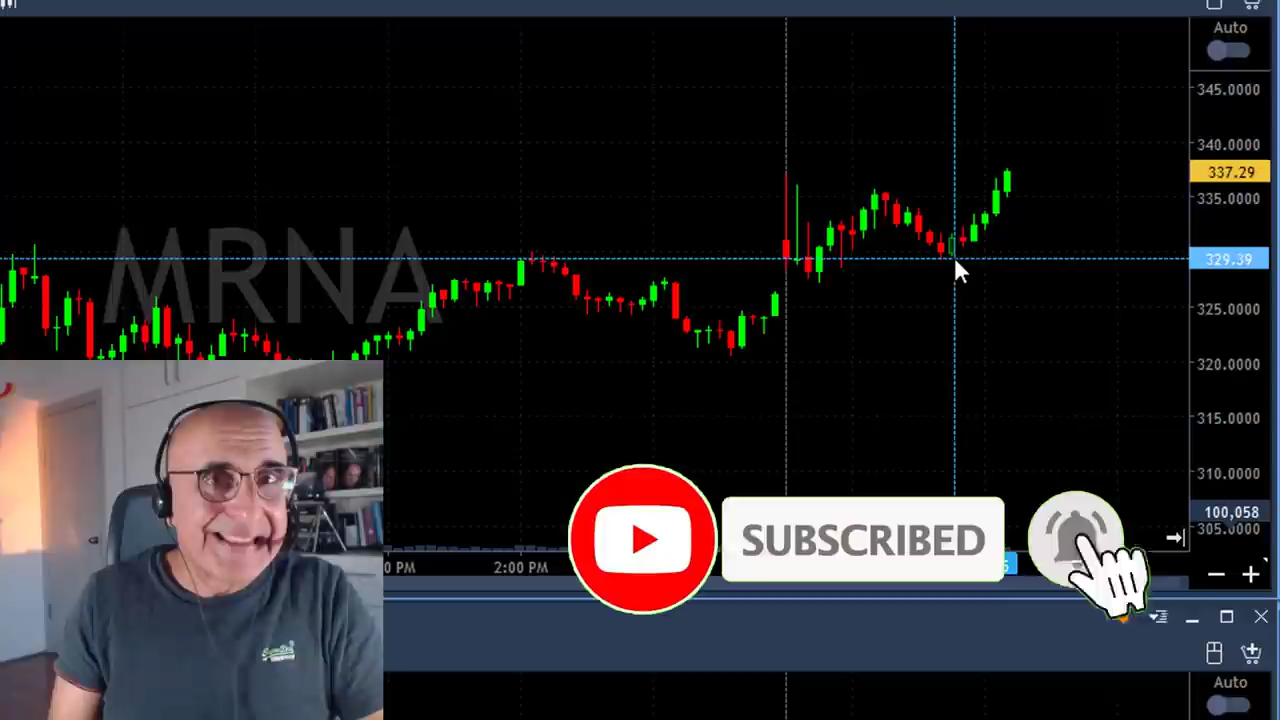 Auto
345.0000
340.0000
337.29
335.0000
MRNA
329.39
325.0000
320.0000
315.0000
310.0000
100,058
305.0000
SUBSCRIBED
PM
2:00 PM
Auto